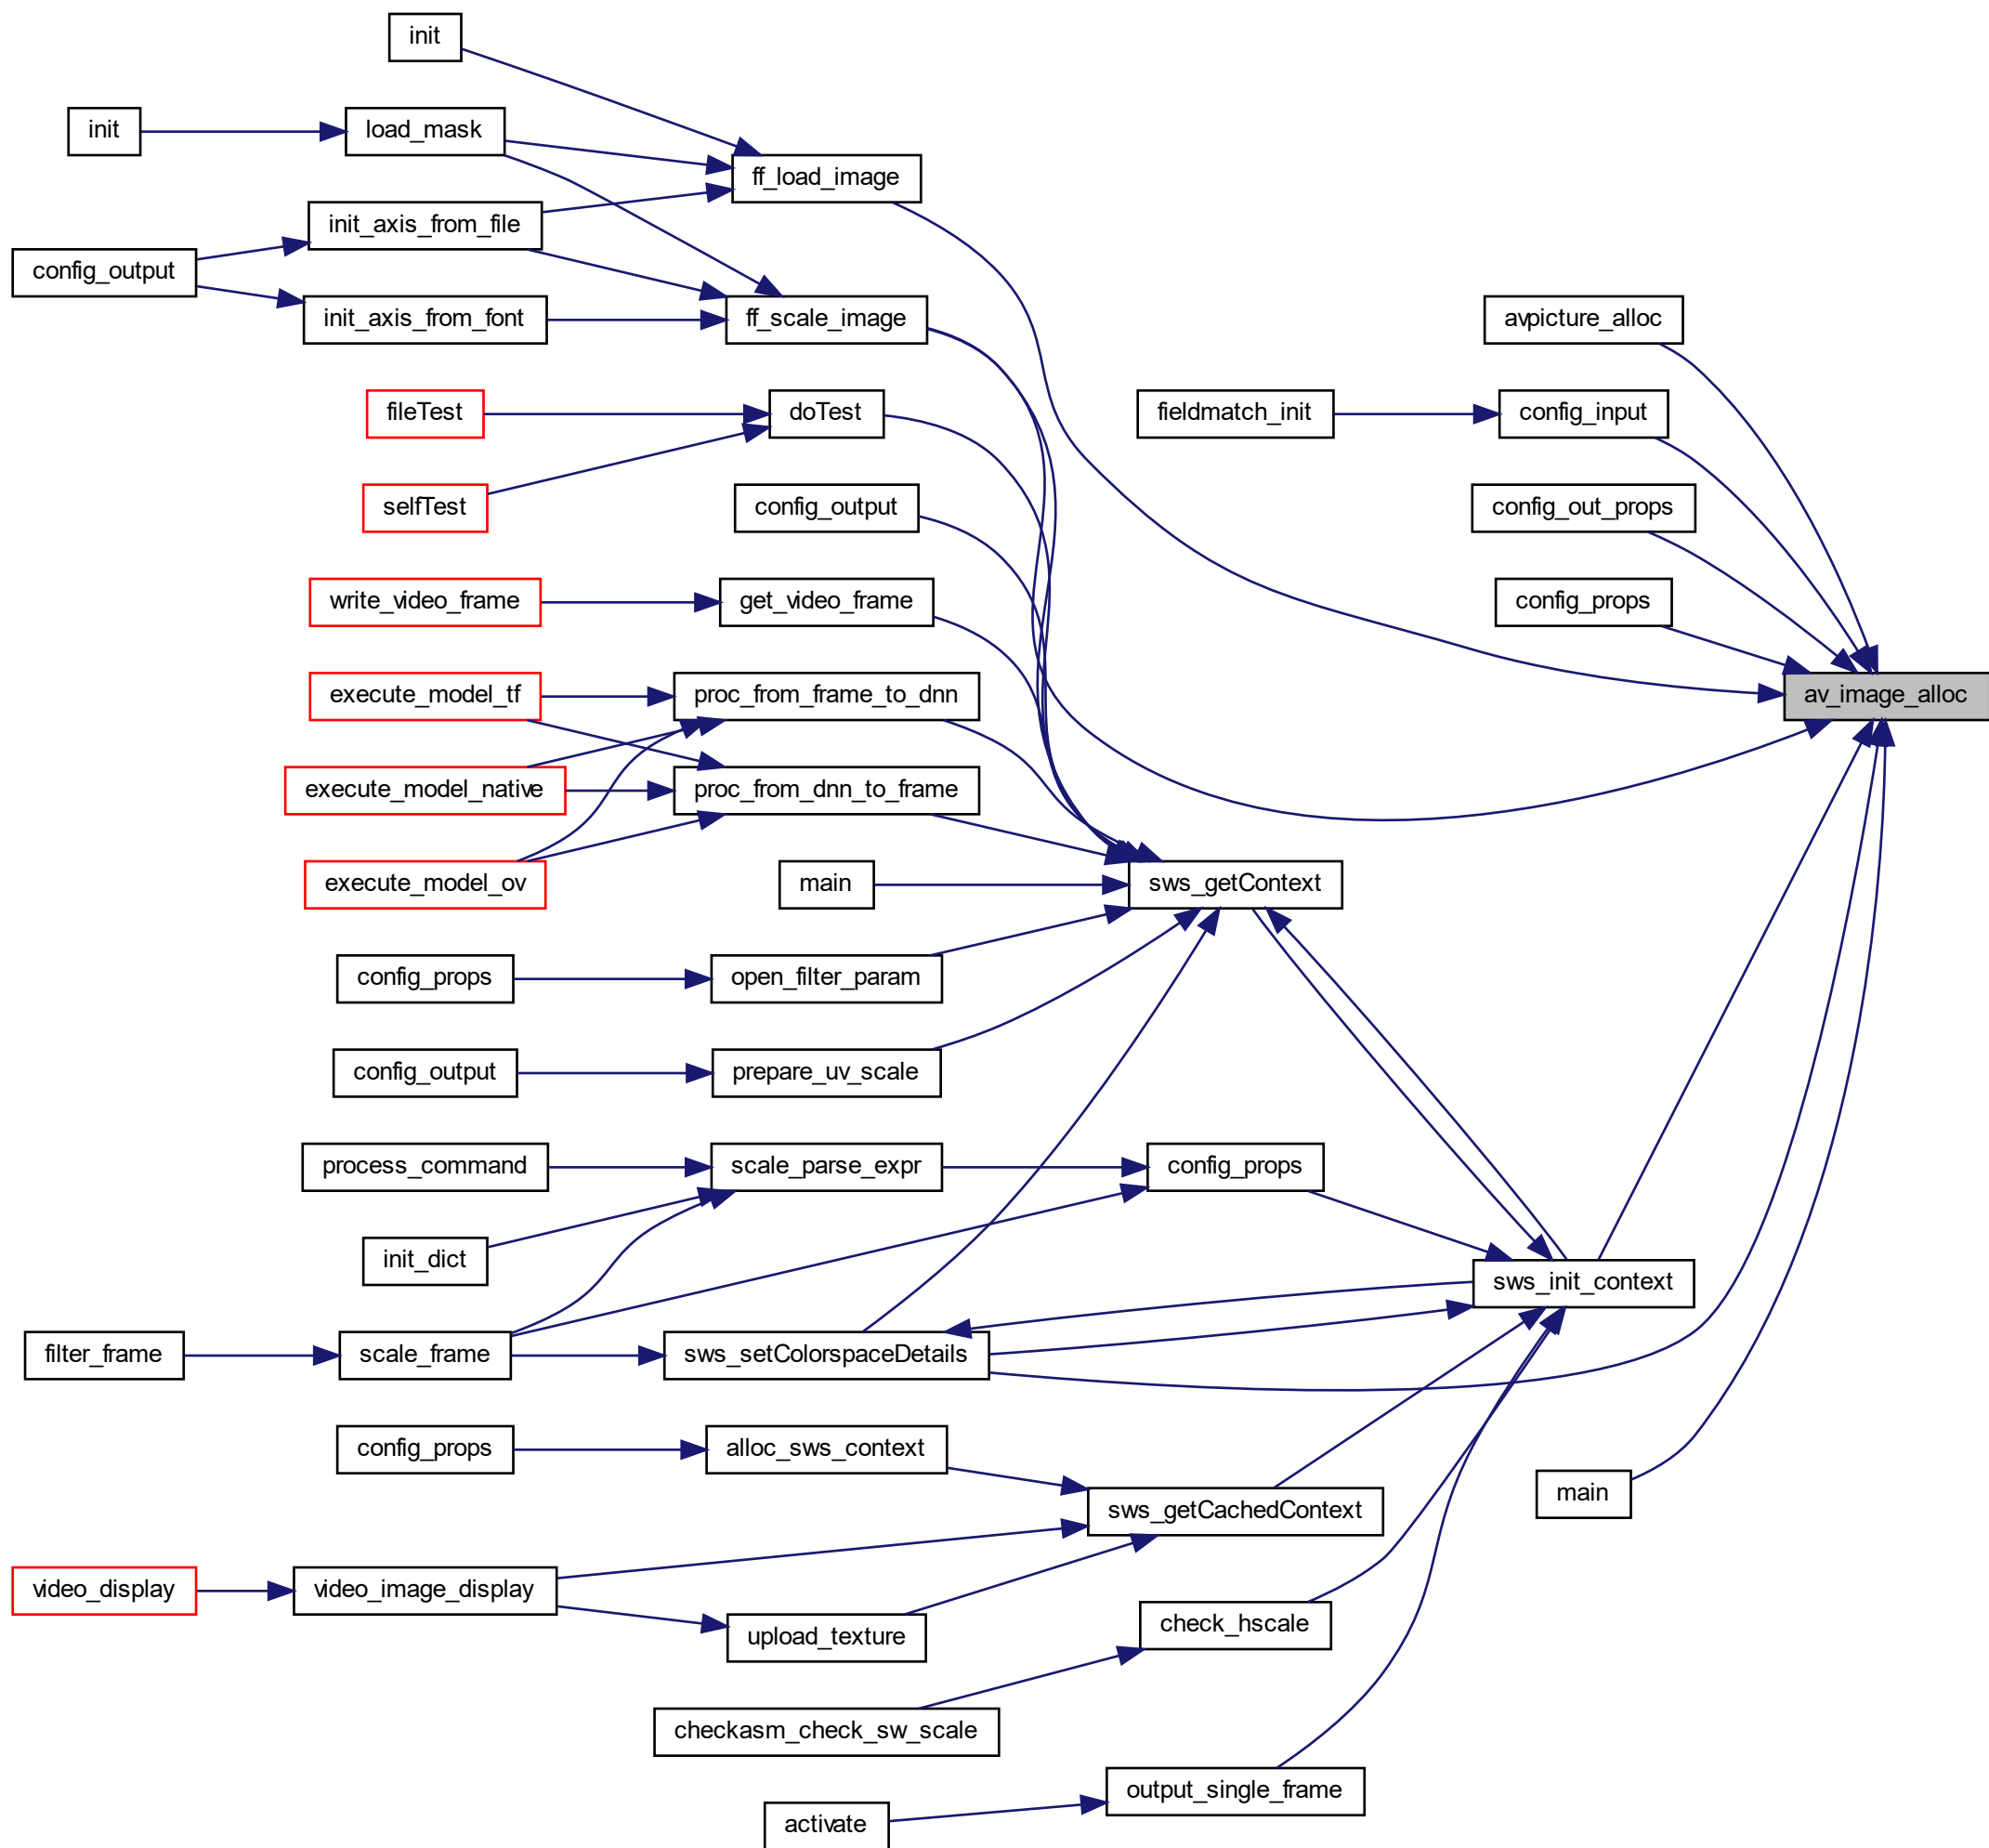 init
init
load_mask
ff_load_image
init_axis_from_file
config_output
init_axis_from_font
ff_scale_image
avpicture_alloc
fileTest
doTest
fieldmatch_init
config_input
selfTest
config_output
config_out_props
write_video_frame
get_video_frame
config_props
execute_model_tf
proc_from_frame_to_dnn
av_image_alloc
execute_model_native
proc_from_dnn_to_frame
execute_model_ov
main
sws_getContext
config_props
open_filter_param
config_output
prepare_uv_scale
process_command
scale_parse_expr
config_props
init_dict
sws_init_context
filter_frame
scale_frame
sws_setColorspaceDetails
config_props
alloc_sws_context
sws_getCachedContext
main
video_display
video_image_display
upload_texture
check_hscale
checkasm_check_sw_scale
output_single_frame
activate